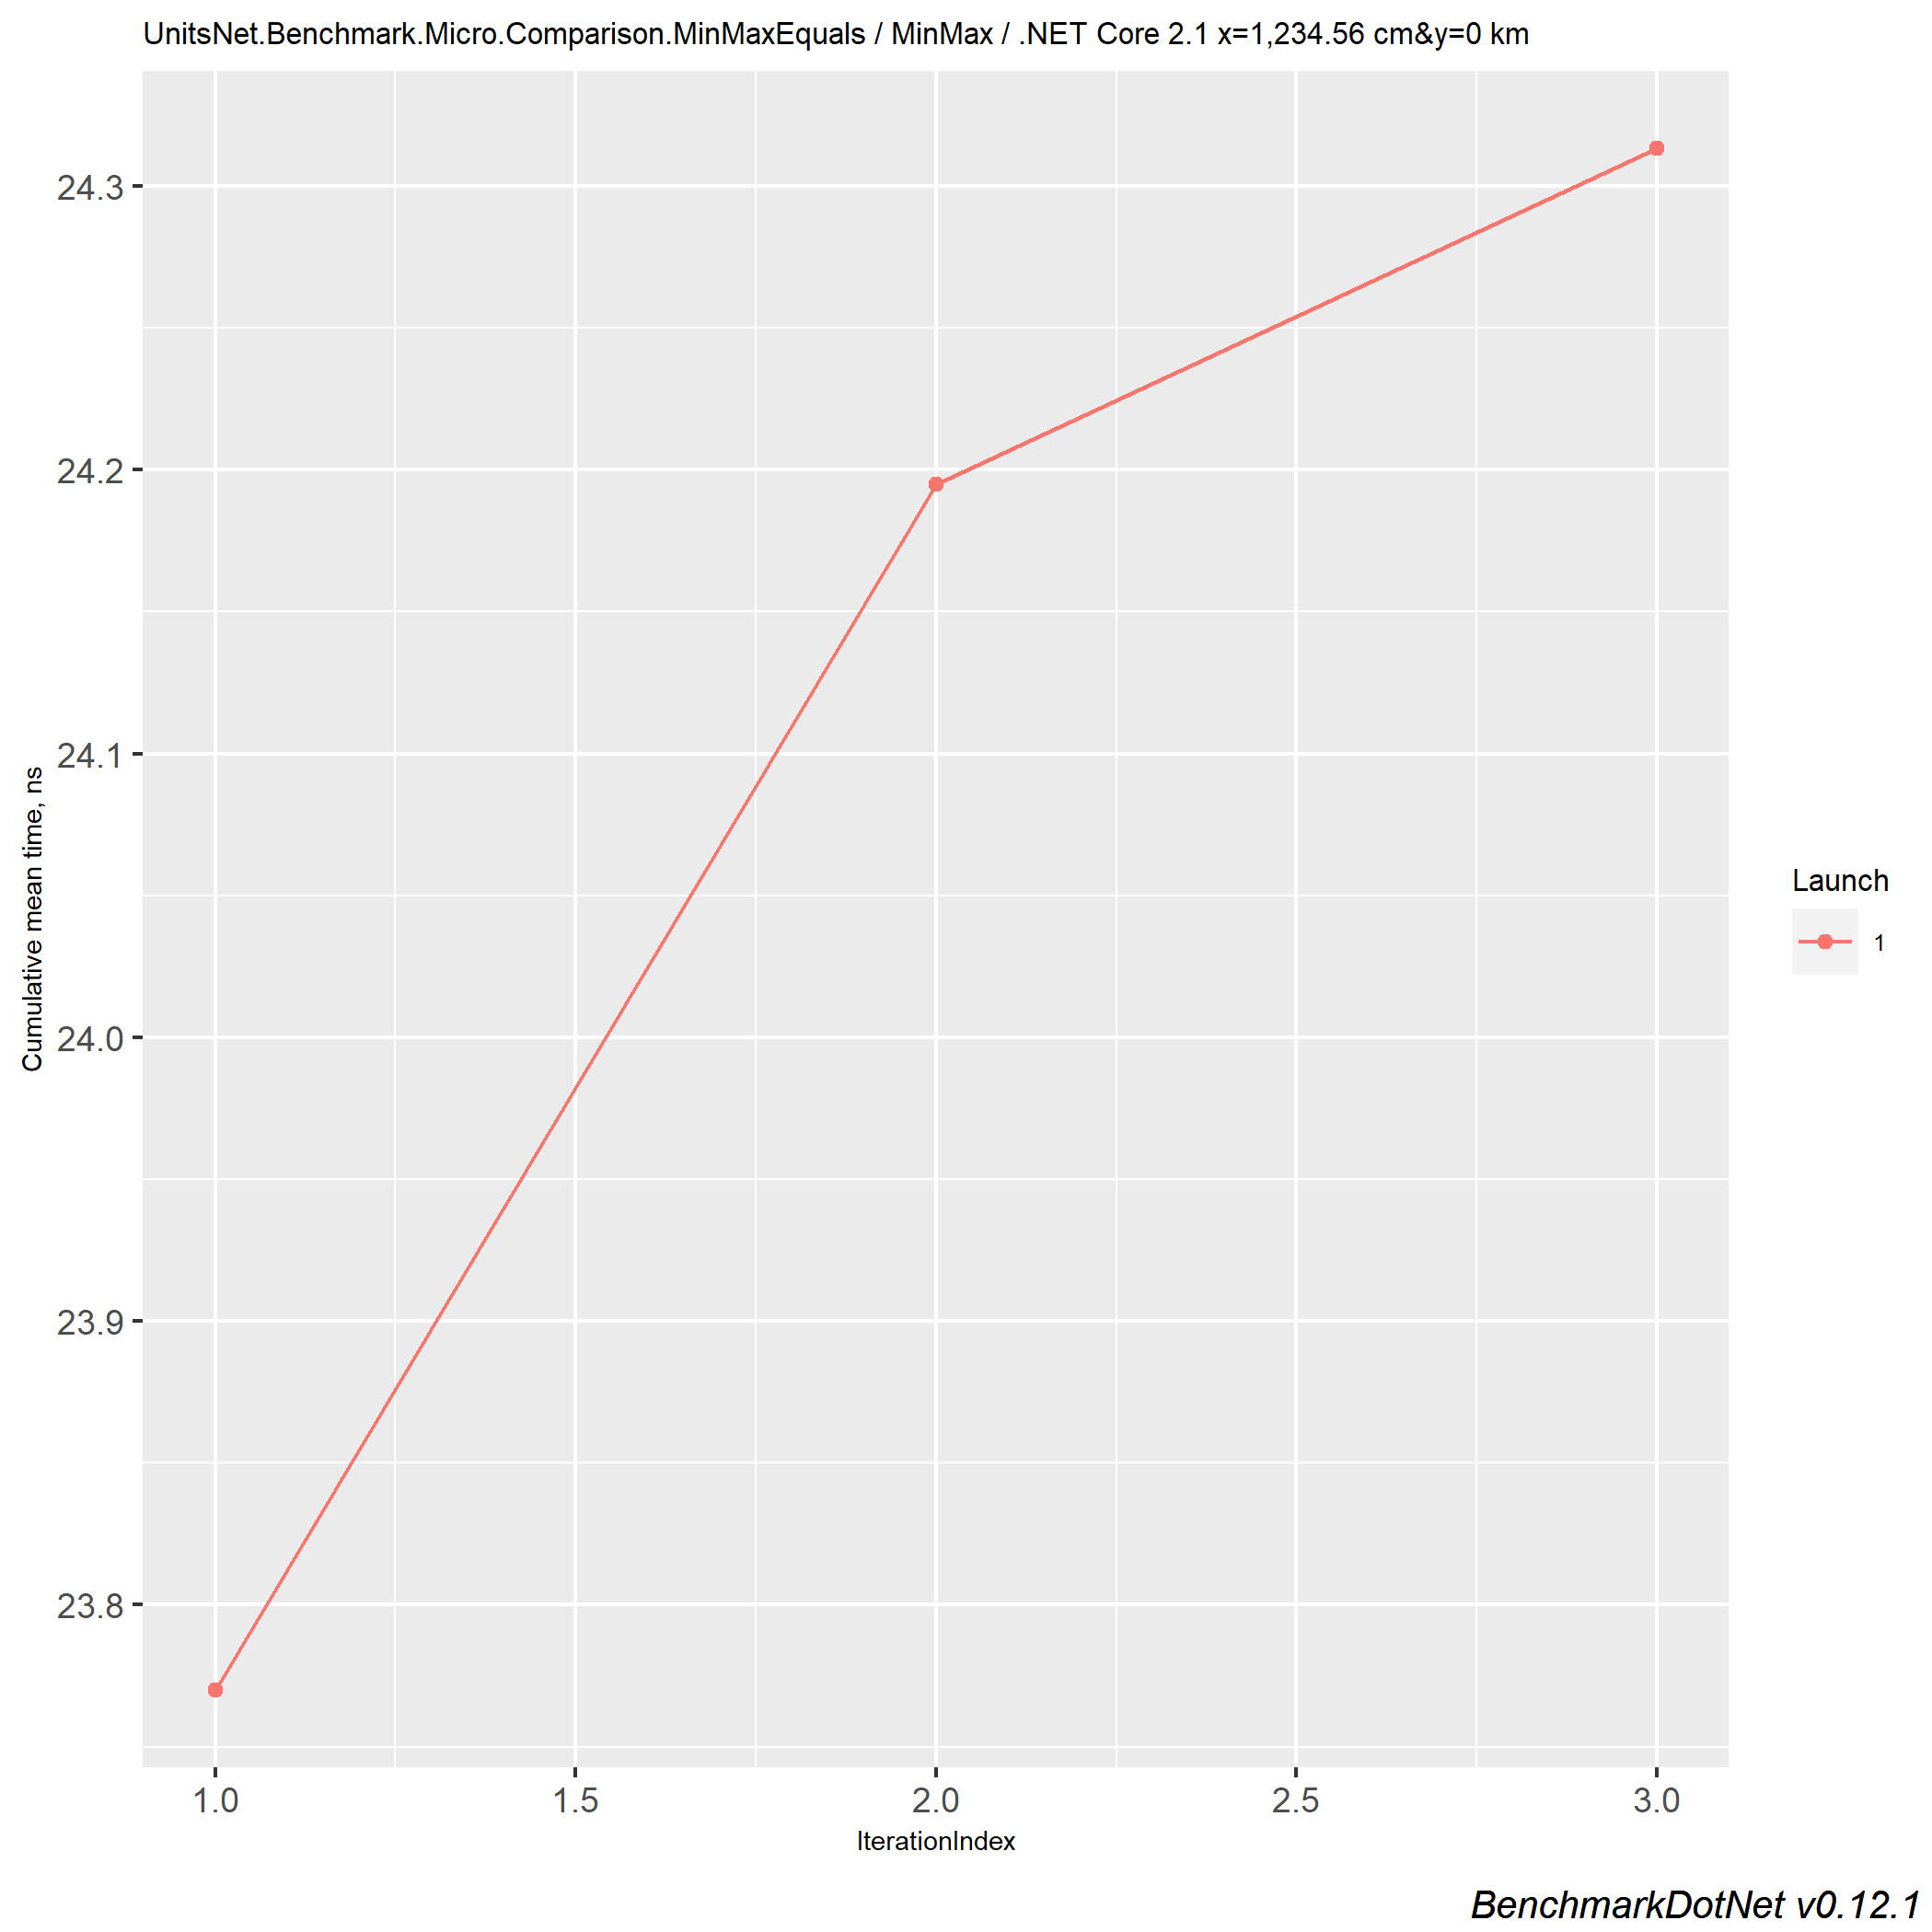 UnitsNet.Benchmark.Micro.Comparison.MinMaxEquals / MinMax / .NET Core 2.1 x=1,234.56 cm&y=0 km
Cumulative mean time, ns
24.3
24.2
24.1
24.0
23.9
23.8
1.0
1.5
2.0
2.5
3.0
IterationIndex
Launch
1
BenchmarkDotNet v0.12.1